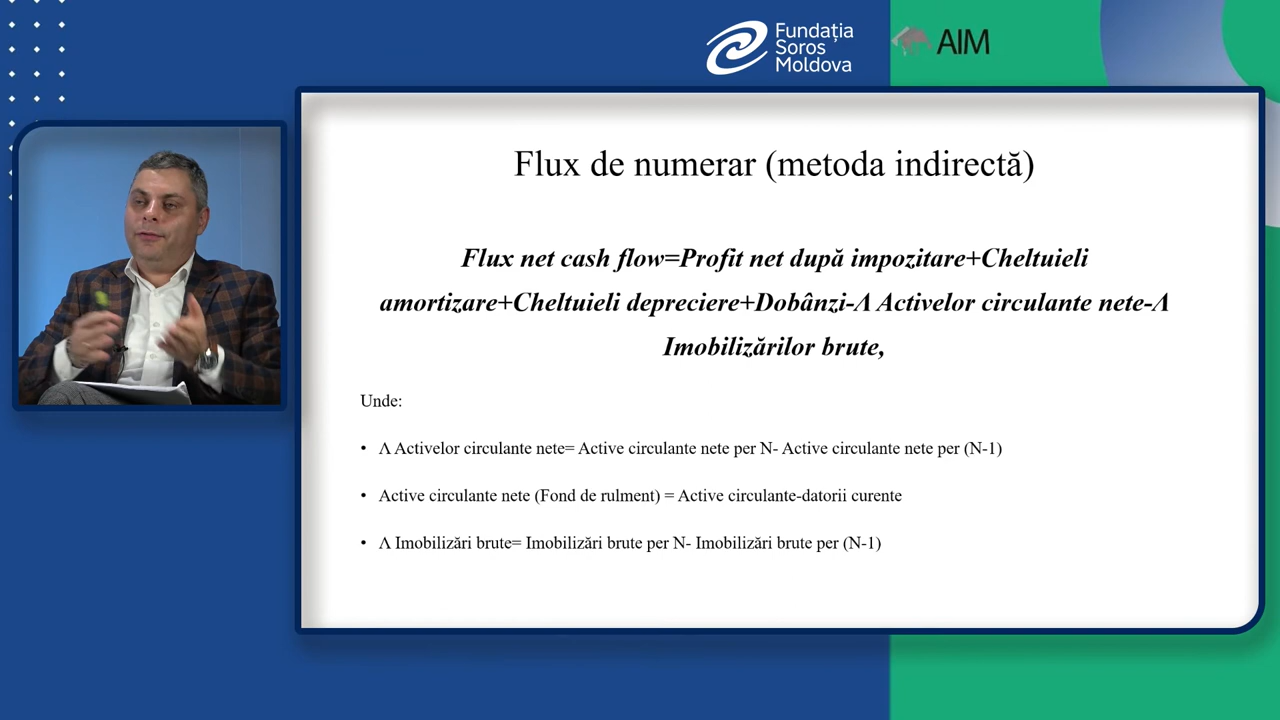 Fundația
Soros
Moldova
AIM
Flux de numerar (metoda indirectă)
Flux net cash flow=Profit net după impozitare+Cheltuieli
amortizare+Cheltuieli depreciere+Dobânzi-Λ Activelor circulante nete-Λ
Imobilizărilor brute,
Unde:
• Λ Activelor circulante nete= Active circulante nete per N- Active circulante nete per (N-1)
• Active circulante nete (Fond de rulment) = Active circulante-datorii curente
• Λ Imobilizări brute= Imobilizări brute per N- Imobilizări brute per (N-1)